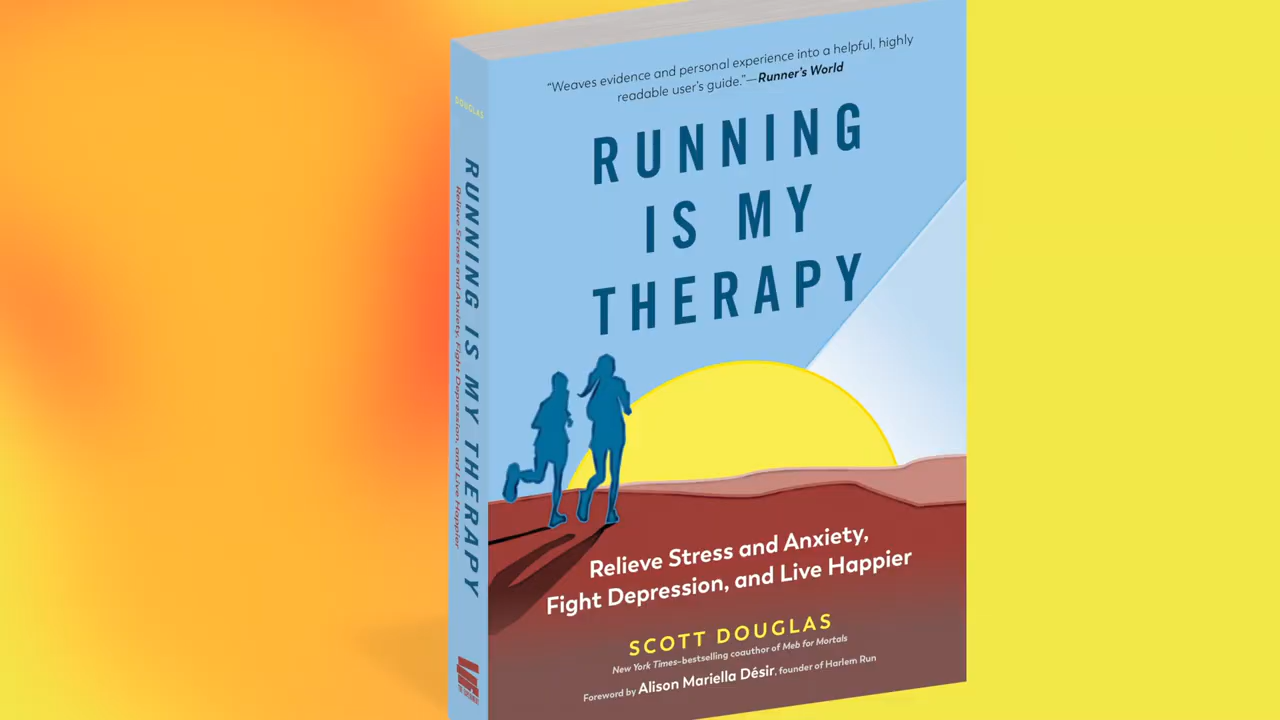 “Weaves evidence and personal experience into a helpful, highly
readable user’s guide.”—Runner’s World
RUNNING
IS MY
THERAPY
Relieve Stress and Anxiety,
Fight Depression, and Live Happier
SCOTT DOUGLAS
New York Times–bestselling coauthor of Meb for Mortals
Foreword by Alison Mariella Désir, founder of Harlem Run
DOUGLAS
RUNNING IS MY THERAPY
Relieve Stress and Anxiety, Fight Depression, and Live Happier